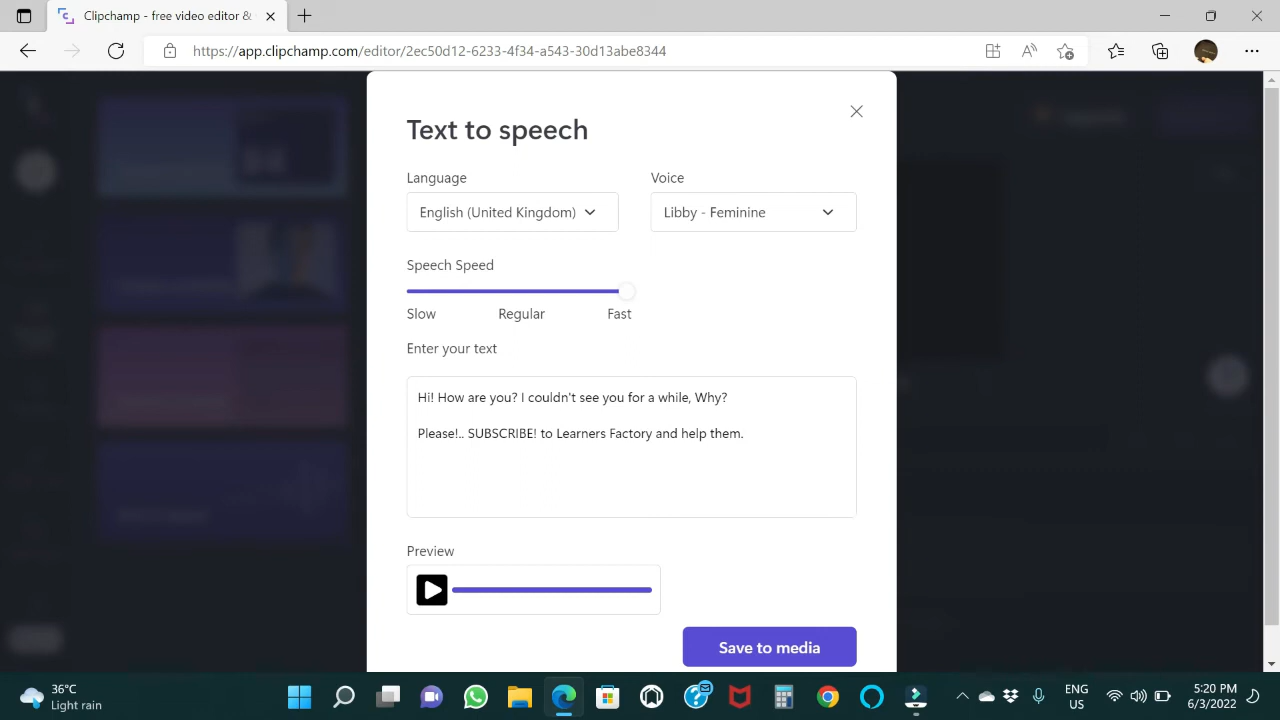 Clipchamp - free video editor &
https://app.clipchamp.com/editor/2ec50d12-6233-4f34-a543-30d13abe8344
Text to speech
Language
Voice
English (United Kingdom)
Libby - Feminine
Speech Speed
Slow
Regular
Fast
Enter your text
Hi! How are you? I couldn't see you for a while, Why?
Please!.. SUBSCRIBE! to Learners Factory and help them.
Preview
Save to media
36°C
Light rain
ENG
US
5:20 PM
6/3/2022